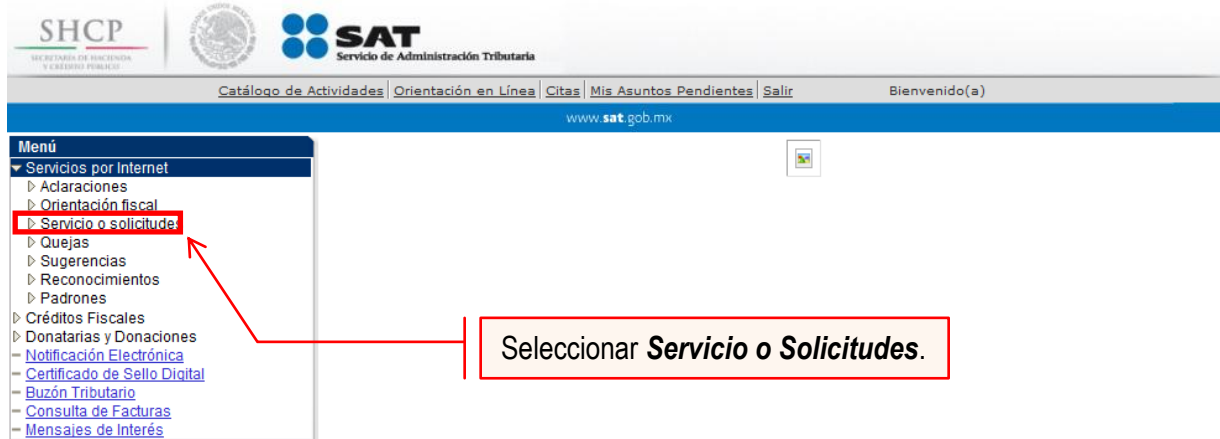 SHCP
SECRETARÍA DE HACIENDA
Y CRÉDITO PÚBLICO
SAT
Servicio de Administración Tributaria
Catálogo de Actividades | Orientación en Línea | Citas | Mis Asuntos Pendientes | Salir Bienvenido(a)
www.sat.gob.mx
Menú
Servicios por Internet
Aclaraciones
Orientación fiscal
Servicio o solicitudes
Quejas
Sugerencias
Reconocimientos
Padrones
Créditos Fiscales
Donatarias y Donaciones
Notificación Electrónica
Certificado de Sello Digital
Buzón Tributario
Consulta de Facturas
Mensajes de Interés
Seleccionar Servicio o Solicitudes.